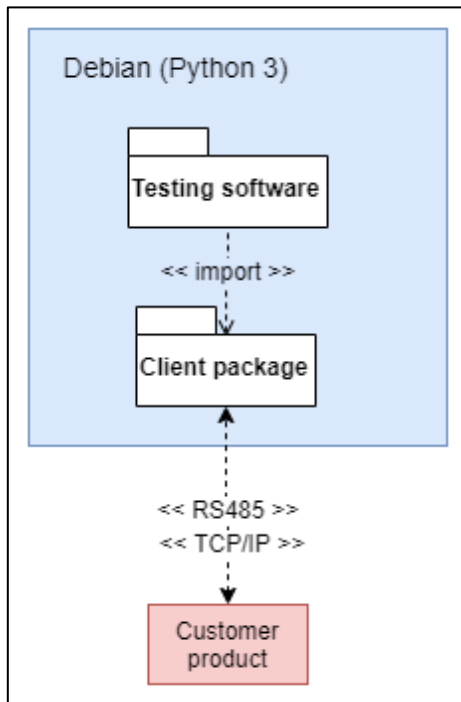 Debian (Python 3)
Testing software
<< import >>
Client package
<< RS485 >>
<< TCP/IP >>
Customer
product